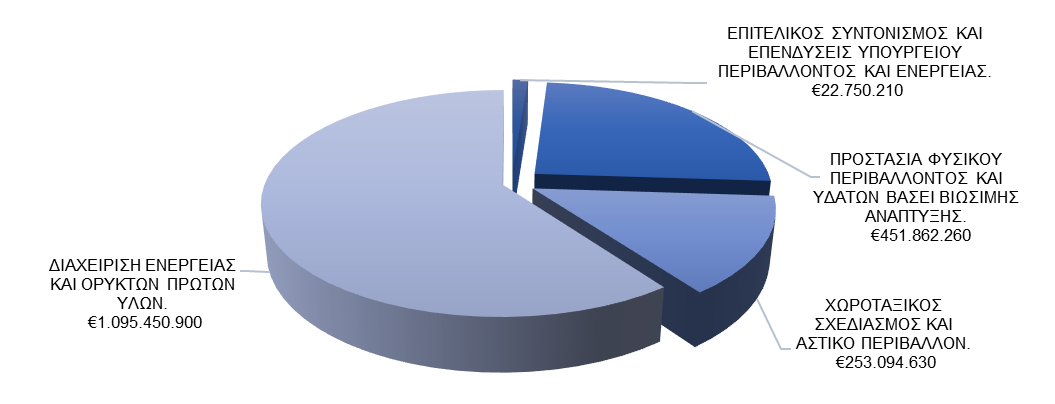 ΕΠΙΤΕΛΙΚΟΣ ΣΥΝΤΟΝΙΣΜΟΣ ΚΑΙ
ΕΠΕΝΔΥΣΕΙΣ ΥΠΟΥΡΓΕΙΟΥ
ΠΕΡΙΒΑΛΛΟΝΤΟΣ ΚΑΙ ΕΝΕΡΓΕΙΑΣ.
€22.750.210
ΠΡΟΣΤΑΣΙΑ ΦΥΣΙΚΟΥ
ΠΕΡΙΒΑΛΛΟΝΤΟΣ ΚΑΙ
ΥΔΑΤΩΝ ΒΑΣΕΙ ΒΙΩΣΙΜΗΣ
ΑΝΑΠΤΥΞΗΣ.
€451.862.260
ΔΙΑΧΕΙΡΙΣΗ ΕΝΕΡΓΕΙΑΣ
ΚΑΙ ΟΡΥΚΤΩΝ ΠΡΩΤΩΝ
ΥΛΩΝ.
€1.095.450.900
ΧΩΡΟΤΑΞΙΚΟΣ
ΣΧΕΔΙΑΣΜΟΣ ΚΑΙ
ΑΣΤΙΚΟ ΠΕΡΙΒΑΛΛΟΝ.
€253.094.630